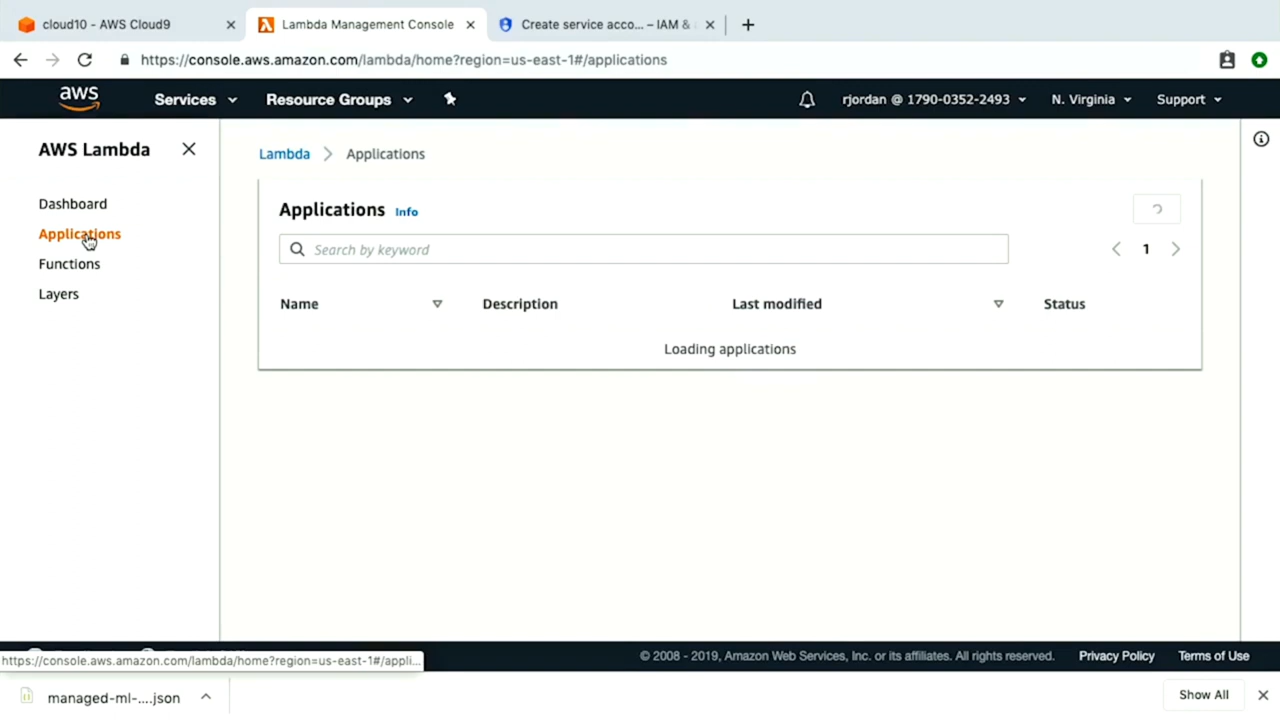 cloud10 - AWS Cloud9
Lambda Management Console
Create service acco... – IAM &
https://console.aws.amazon.com/lambda/home?region=us-east-1#/applications
aws
Services
Resource Groups
rjordan @ 1790-0352-2493
N. Virginia
Support
AWS Lambda
Dashboard
Applications
Functions
Layers
Lambda
Applications
Applications
Info
Search by keyword
1
Name
Description
Last modified
Status
Loading applications
https://console.aws.amazon.com/lambda/home?region=us-east-1#/appli...
© 2008 - 2019, Amazon Web Services, Inc. or its affiliates. All rights reserved.
Privacy Policy
Terms of Use
managed-ml-....json
Show All